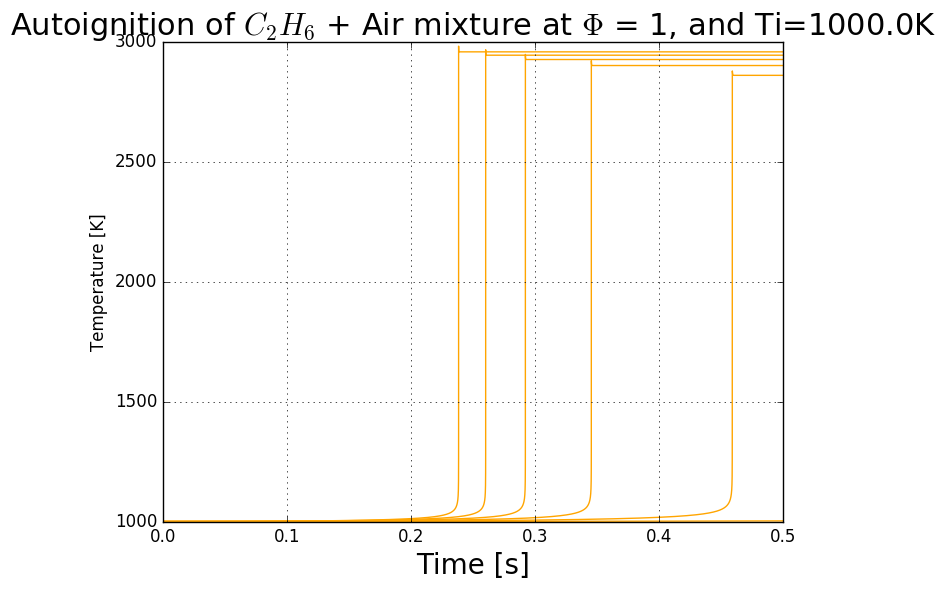 Autoignition of C₂H₆ + Air mixture at Φ = 1, and Ti=1000.0K
3000
2500
2000
1500
1000
Temperature [K]
0.0 0.1 0.2 0.3 0.4 0.5
Time [s]